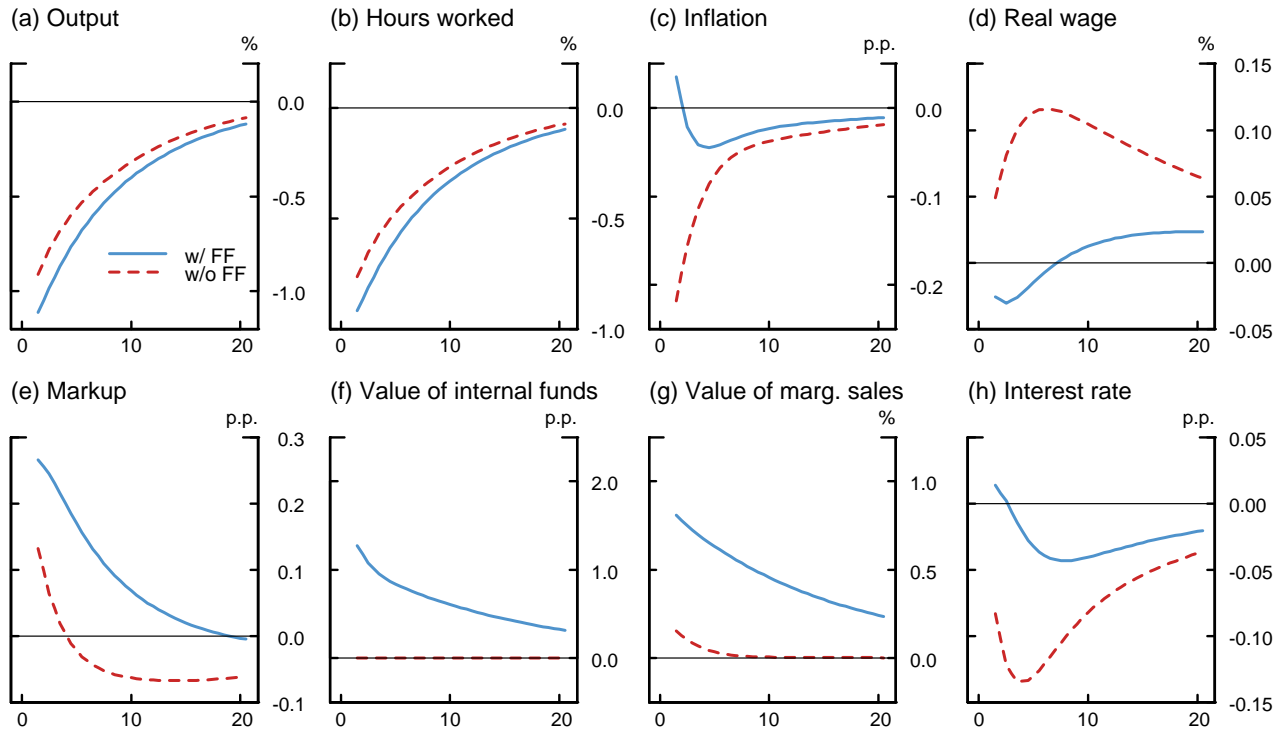 (a) Output
%
0.0
-0.5
-1.0
w/ FF
w/o FF
0 10 20
(b) Hours worked
%
0.0
-0.5
-1.0
0 10 20
(c) Inflation
p.p.
0.0
-0.1
-0.2
0 10 20
(d) Real wage
%
0.15
0.10
0.05
0.00
-0.05
0 10 20
(e) Markup
p.p.
0.3
0.2
0.1
0.0
-0.1
0 10 20
(f) Value of internal funds
p.p.
2.0
1.0
0.0
0 10 20
(g) Value of marg. sales
%
1.0
0.5
0.0
0 10 20
(h) Interest rate
p.p.
0.05
0.00
-0.05
-0.10
-0.15
0 10 20